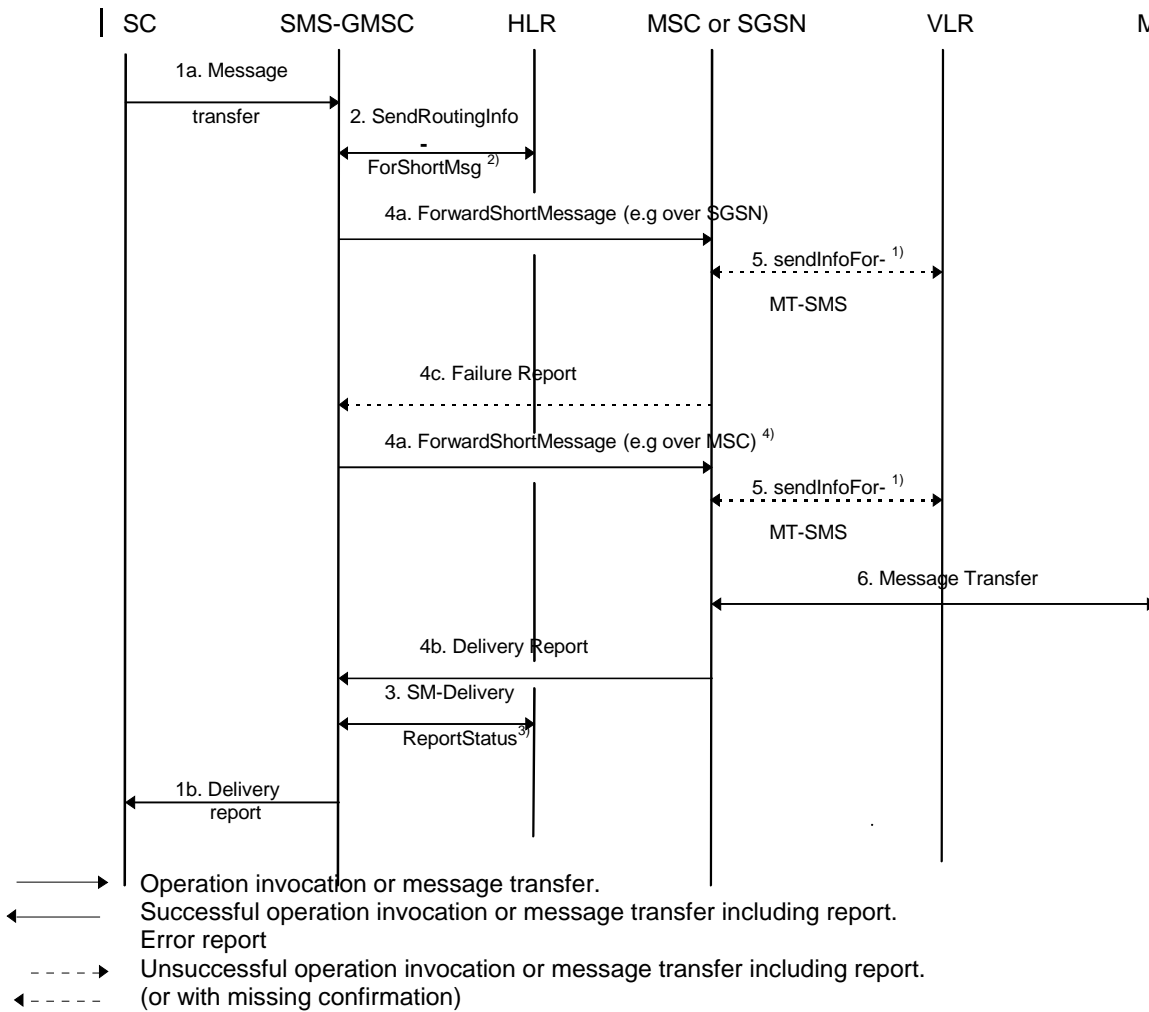 SC SMS-GMSC HLR MSC or SGSN VLR M
1a. Message
transfer
2. SendRoutingInfo
-
ForShortMsg 2)
4a. ForwardShortMessage (e.g over SGSN)
5. sendInfoFor- 1)
MT-SMS
4c. Failure Report
4a. ForwardShortMessage (e.g over MSC) 4)
5. sendInfoFor- 1)
MT-SMS
6. Message Transfer
4b. Delivery Report
3. SM-Delivery
ReportStatus3)
1b. Delivery
report
.
Operation invocation or message transfer.
Successful operation invocation or message transfer including report.
Error report
Unsuccessful operation invocation or message transfer including report.
(or with missing confirmation)